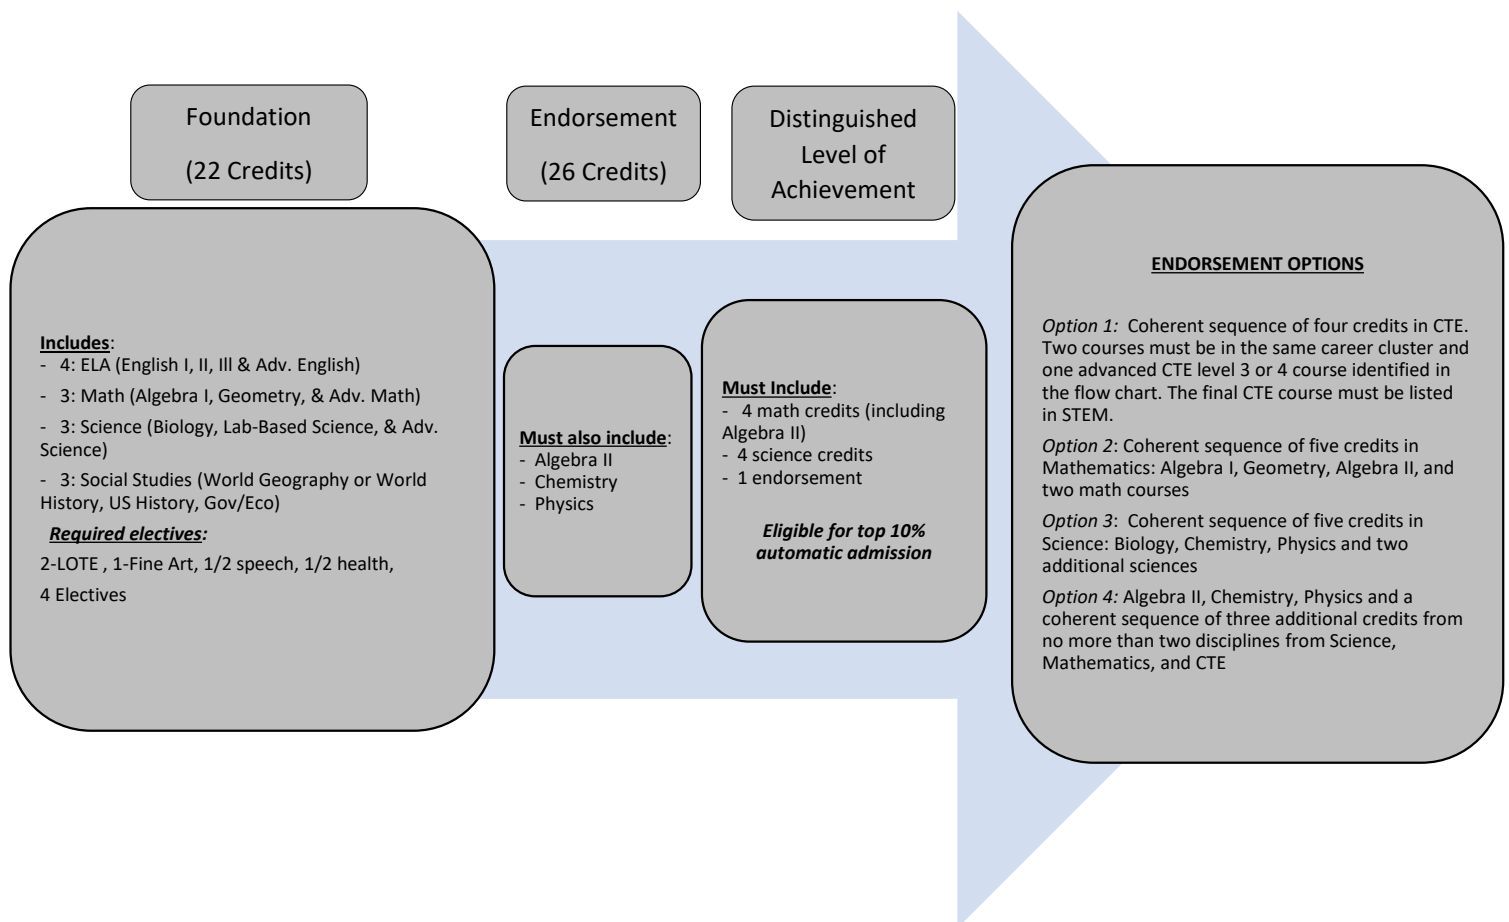 Foundation
(22 Credits)
Endorsement
(26 Credits)
Distinguished
Level of
Achievement
Includes:
- 4: ELA (English I, II, Ill & Adv. English)
- 3: Math (Algebra I, Geometry, & Adv. Math)
- 3: Science (Biology, Lab-Based Science, & Adv.
Science)
- 3: Social Studies (World Geography or World
History, US History, Gov/Eco)
Required electives:
2-LOTE , 1-Fine Art, 1/2 speech, 1/2 health,
4 Electives
Must also include:
- Algebra II
- Chemistry
- Physics
Must Include:
- 4 math credits (including
Algebra II)
- 4 science credits
- 1 endorsement
Eligible for top 10%
automatic admission
ENDORSEMENT OPTIONS
Option 1: Coherent sequence of four credits in CTE.
Two courses must be in the same career cluster and
one advanced CTE level 3 or 4 course identified in
the flow chart. The final CTE course must be listed
in STEM.
Option 2: Coherent sequence of five credits in
Mathematics: Algebra I, Geometry, Algebra II, and
two math courses
Option 3: Coherent sequence of five credits in
Science: Biology, Chemistry, Physics and two
additional sciences
Option 4: Algebra II, Chemistry, Physics and a
coherent sequence of three additional credits from
no more than two disciplines from Science,
Mathematics, and CTE